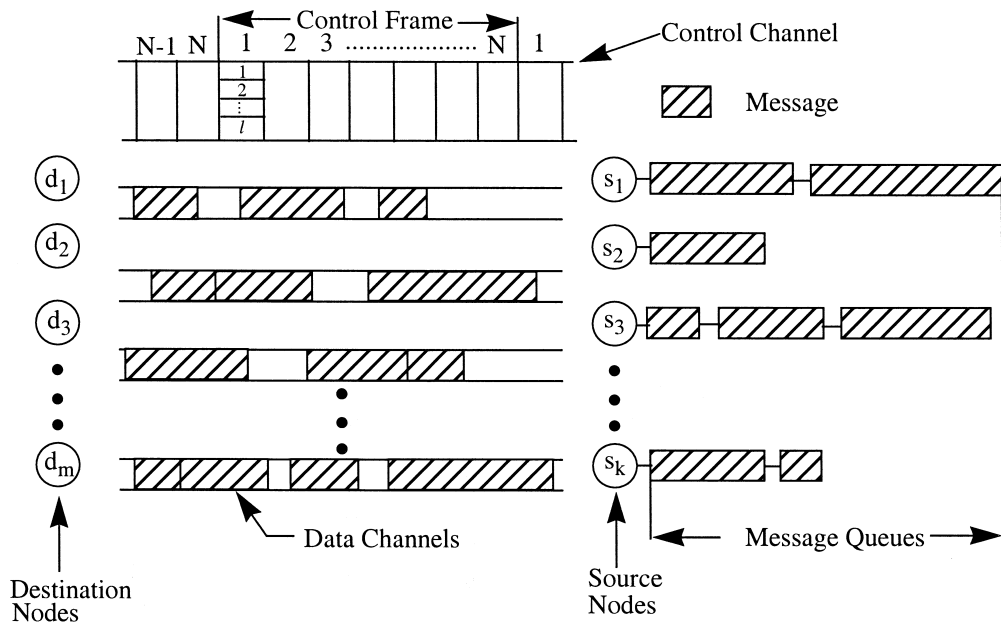 Control Frame
N-1 N 1 2 3 ........................ N 1
Control Channel
1
2
⋮
l
Message
d1
s1
d2
s2
d3
s3
dm
sk
Data Channels
Message Queues
Destination
Nodes
Source
Nodes